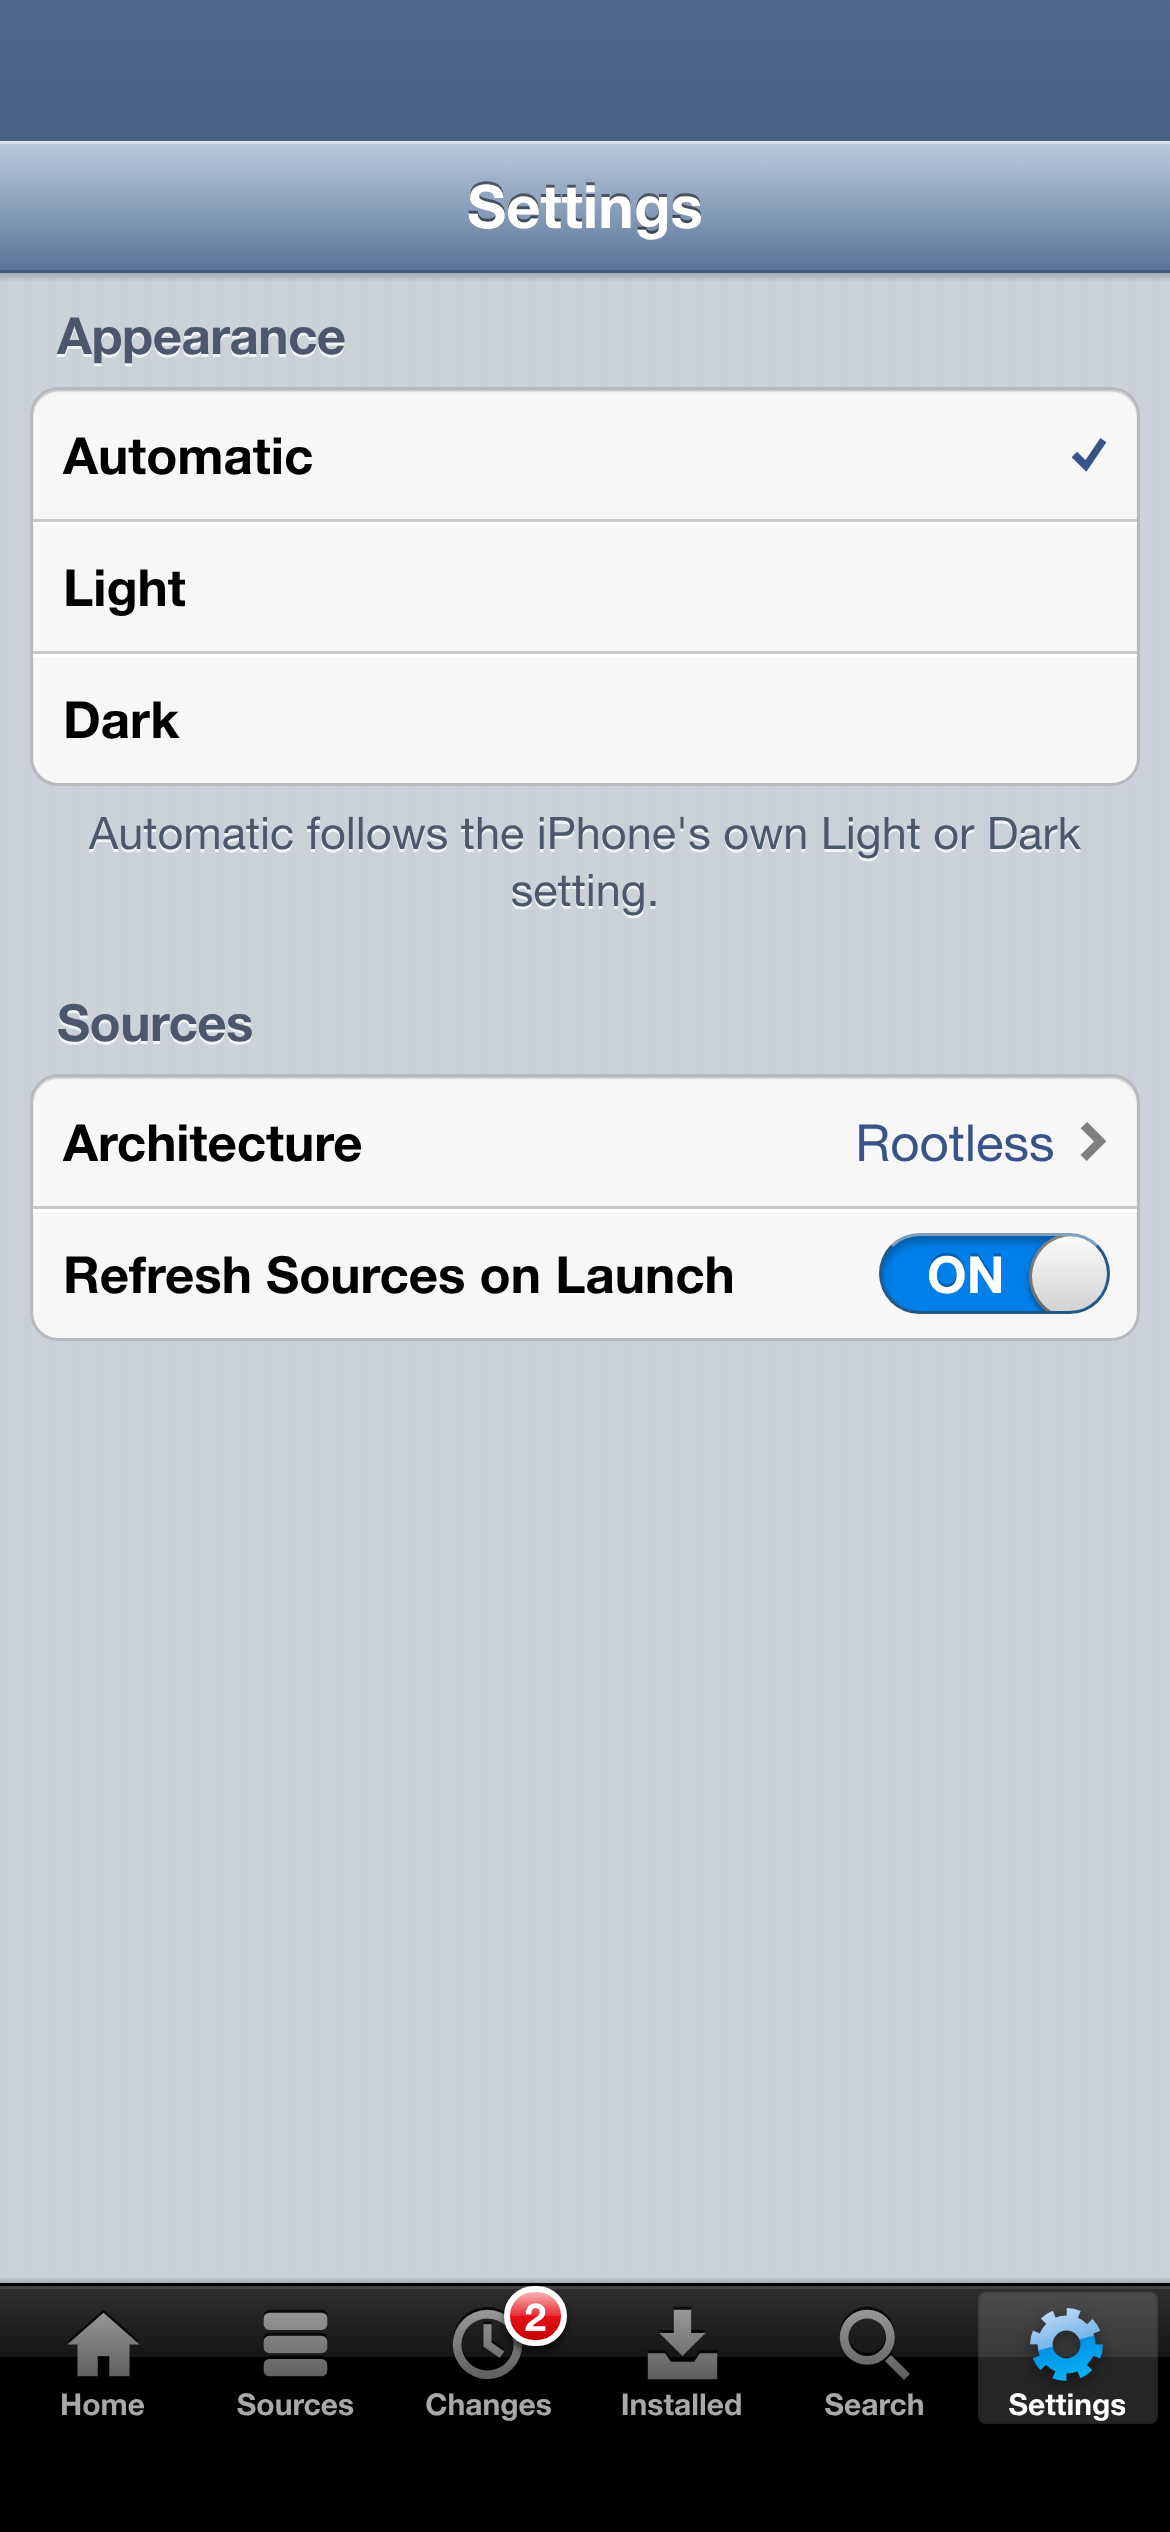 Settings
Appearance
Automatic
Light
Dark
Automatic follows the iPhone's own Light or Dark
setting.
Sources
Architecture Rootless
Refresh Sources on Launch ON
2
Home Sources Changes Installed Search Settings